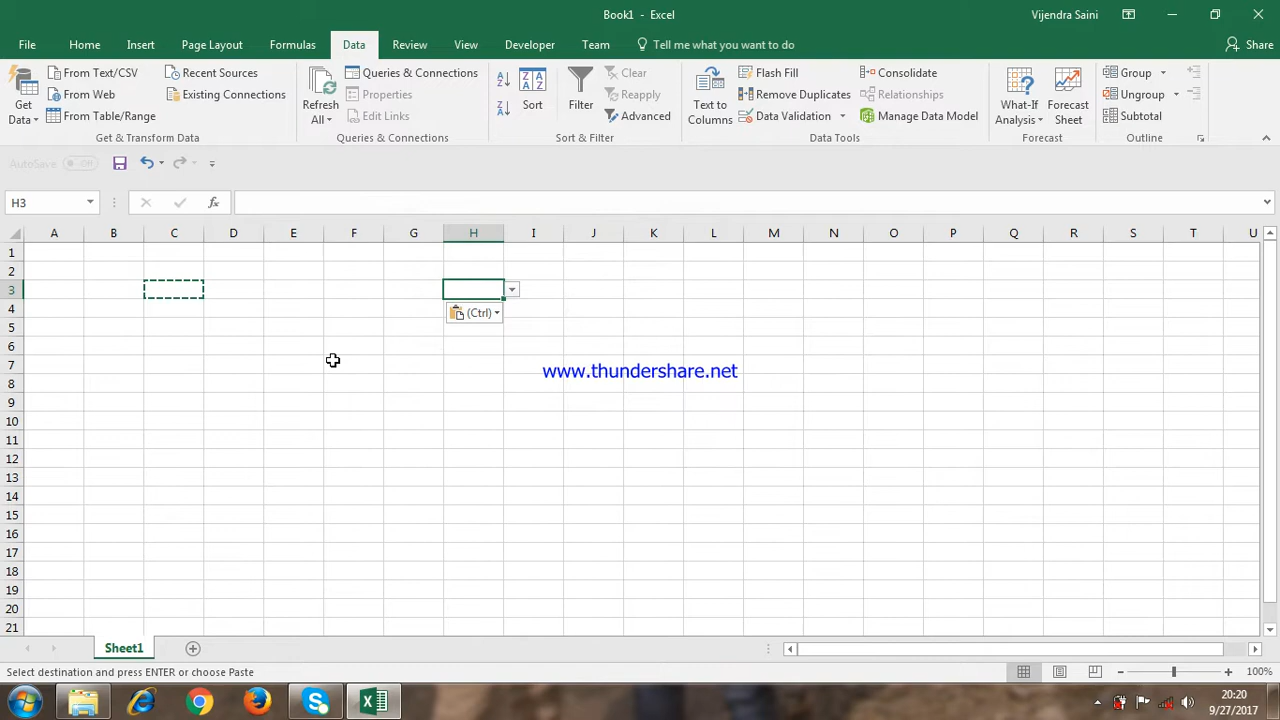 Book1 - Excel
Vijendra Saini
File Home Insert Page Layout Formulas Data Review View Developer Team Tell me what you want to do Share
Get Data
From Text/CSV
From Web
From Table/Range
Recent Sources
Existing Connections
Get & Transform Data
Refresh All
Queries & Connections
Properties
Edit Links
Queries & Connections
Sort
Filter
Clear
Reapply
Advanced
Sort & Filter
Text to Columns
Flash Fill
Remove Duplicates
Data Validation
Consolidate
Relationships
Manage Data Model
Data Tools
What-If Analysis
Forecast Sheet
Forecast
Group
Ungroup
Subtotal
Outline
AutoSave Off
H3
fx
A B C D E F G H I J K L M N O P Q R S T U
1
2
3
4
(Ctrl)
5
6
7
www.thundershare.net
8
9
10
11
12
13
14
15
16
17
18
19
20
21
Sheet1
Select destination and press ENTER or choose Paste
100%
20:20
9/27/2017